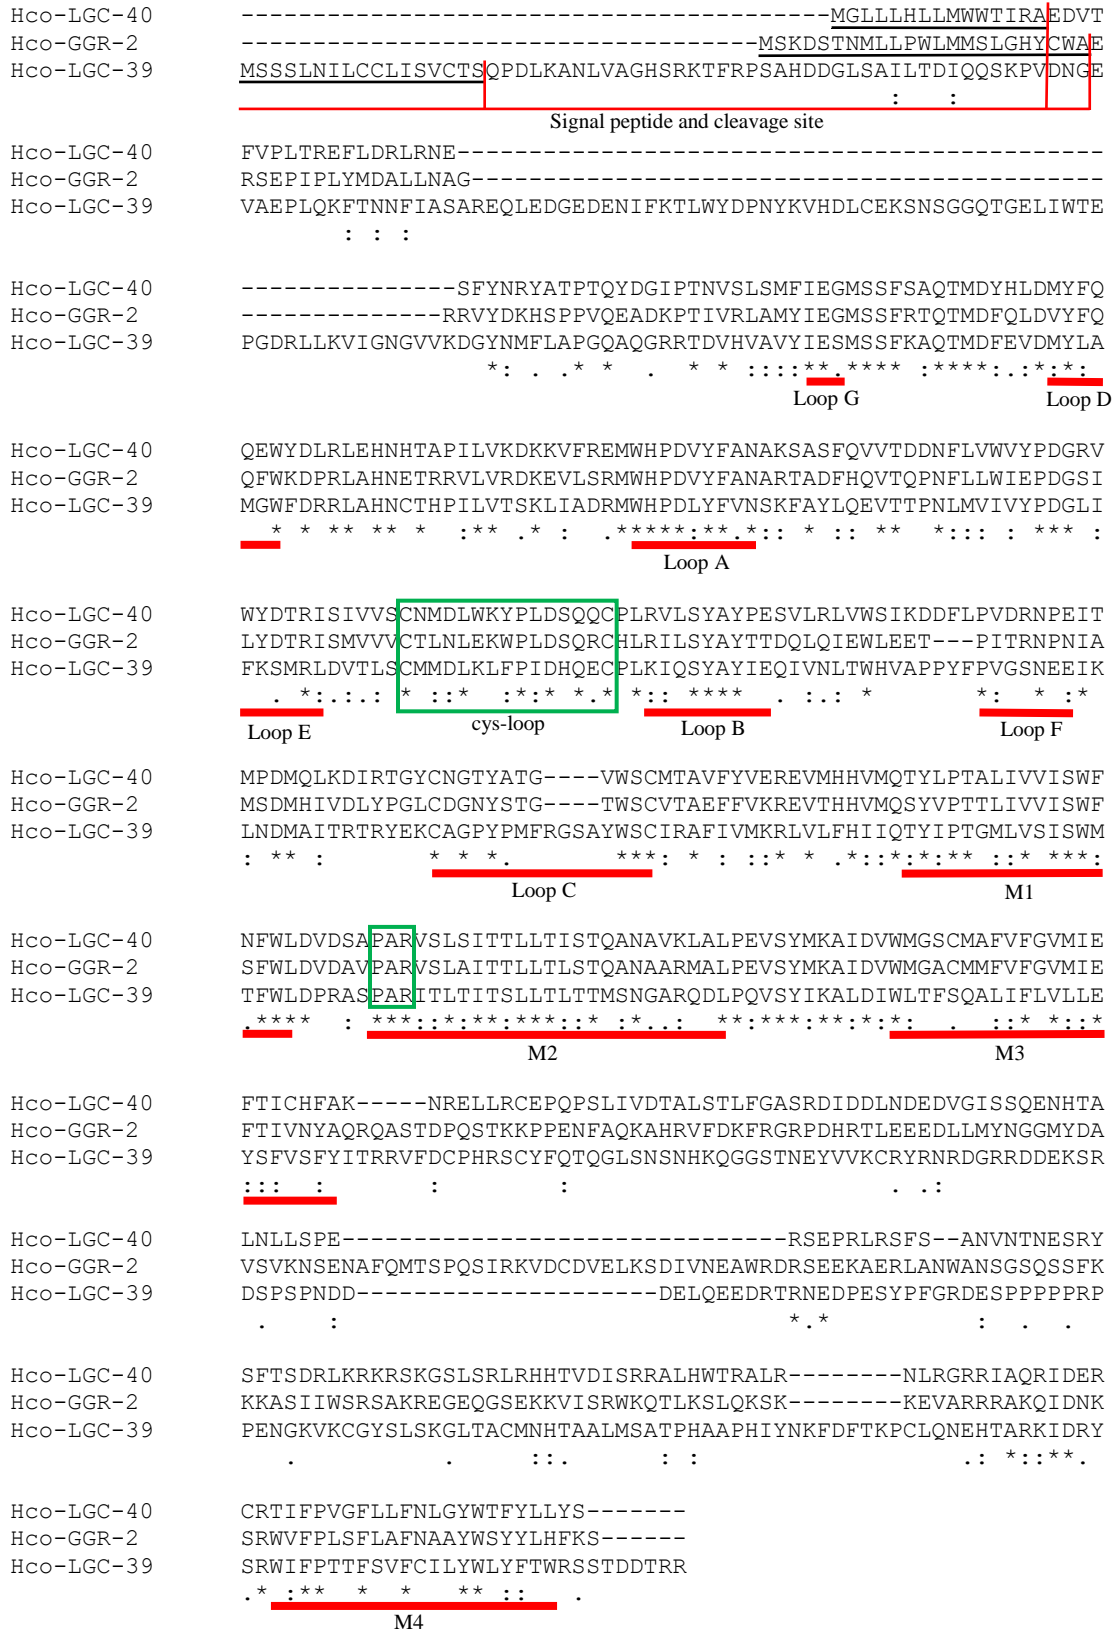 Hco-LGC-40 -----------------------------------------MGLLLHLLMWWTIRAEDVT
Hco-GGR-2 ------------------------------------MSKDSTNMLLPWLMMSLGHYCWAE
Hco-LGC-39 MSSSLNILCCLISVCTSQPDLKANLVAGHSRKTFRPSAHDDGLSAILTDIQQSKPVDNGE
: :
Signal peptide and cleavage site
Hco-LGC-40 FVPLTREFLDRLRNE---------------------------------------------
Hco-GGR-2 RSEPIPLYMDALLNAG--------------------------------------------
Hco-LGC-39 VAEPLQKFTNNFIASAREQLEDGEDENIFKTLWYDPNYKVHDLCEKSNSGGQTGELIWTE
: : :
Hco-LGC-40 ---------------SFYNRYATPTQYDGIPTNVSLSMFIEGMSSFSAQTMDYHLDMYFQ
Hco-GGR-2 --------------RRVYDKHSPPVQEADKPTIVRLAMYIEGMSSFRTQTMDFQLDVYFQ
Hco-LGC-39 PGDRLLKVIGNGVVKDGYNMFLAPGQAQGRRTDVHVAVYIESMSSFKAQTMDFEVDMYLA
*: . .* * . * * ::::**.**** :****:.:*:*:
Loop G Loop D
Hco-LGC-40 QEWYDLRLEHNHTAPILVKDKKVFREMWHPDVYFANAKSASFQVVTDDNFLVWVYPDGRV
Hco-GGR-2 QFWKDPRLAHNETRRVLVRDKEVLSRMWHPDVYFANARTADFHQVTQPNFLLWIEPDGSI
Hco-LGC-39 MGWFDRRLAHNCTHPILVTSKLIADRMWHPDLYFVNSKFAYLQEVTTPNLMVIVYPDGLI
* * ** ** * :** .* : .*****:**.*:: * :: ** *::: : *** :
Loop A
Hco-LGC-40 WYDTRISIVVSCNMDLWKYPLDSQQCPLRVLSYAYPESVLRLVWSIKDDFLPVDRNPEIT
Hco-GGR-2 LYDTRISMVVVCTLNLEKWPLDSQRCHLRILSYAYTTDQLQIEWLEET---PITRNPNIA
Hco-LGC-39 FKSMRLDVTLSCMMDLKLFPIDHQECPLKIQSYAYIEQIVNLTWHVAPPYFPVGSNEEIK
. *:.:.: * ::* :*:* *.* *:: **** . :.: * *: * :*
Loop E cys-loop Loop B Loop F
Hco-LGC-40 MPDMQLKDIRTGYCNGTYATG----VWSCMTAVFYVEREVMHHVMQTYLPTALIVVISWF
Hco-GGR-2 MSDMHIVDLYPGLCDGNYSTG----TWSCVTAEFFVKREVTHHVMQSYVPTTLIVVISWF
Hco-LGC-39 LNDMAITRTRYEKCAGPYPMFRGSAYWSCIRAFIVMKRLVLFHIIQTYIPTGMLVSISWM
: ** : * * *. ***: * : ::* * .*::*:*:** ::* ***:
Loop C M1
Hco-LGC-40 NFWLDVDSAPARVSLSITTLLTISTQANAVKLALPEVSYMKAIDVWMGSCMAFVFGVMIE
Hco-GGR-2 SFWLDVDAVPARVSLAITTLLTLSTQANAARMALPEVSYMKAIDVWMGACMMFVFGVMIE
Hco-LGC-39 TFWLDPRASPARITLTITSLLTLTTMSNGARQDLPQVSYIKALDIWLTFSQALIFLVLLE
.**** : ***::*:**:***::* :*..: **:***:**:*:*: . ::* *::*
M2 M3
Hco-LGC-40 FTICHFAK-----NRELLRCEPQPSLIVDTALSTLFGASRDIDDLNDEDVGISSQENHTA
Hco-GGR-2 FTIVNYAQRQASTDPQSTKKPPENFAQKAHRVFDKFRGRPDHRTLEEEDLLMYNGGMYDA
Hco-LGC-39 YSFVSFYITRRVFDCPHRSCYFQTQGLSNSNHKQGGSTNEYVVKCRYRNRDGRRDDEKSR
::: : : : . .:
Hco-LGC-40 LNLLSPE-------------------------------RSEPRLRSFS--ANVNTNESRY
Hco-GGR-2 VSVKNSENAFQMTSPQSIRKVDCDVELKSDIVNEAWRDRSEEKAERLANWANSGSQSSFK
Hco-LGC-39 DSPSPNDD---------------------DELQEEDRTRNEDPESYPFGRDESPPPPPRP
. : *.* : . .
Hco-LGC-40 SFTSDRLKRKRSKGSLSRLRHHTVDISRRALHWTRALR--------NLRGRRIAQRIDER
Hco-GGR-2 KKASIIWSRSAKREGEQGSEKKVISRWKQTLKSLQKSK--------KEVARRRAKQIDNK
Hco-LGC-39 PENGKVKCGYSLSKGLTACMNHTAALMSATPHAAPHIYNKFDFTKPCLQNEHTARKIDRY
. . ::. : : .: *::**.
Hco-LGC-40 CRTIFPVGFLLFNLGYWTFYLLYS------
Hco-GGR-2 SRWVFPLSFLAFNAAYWSYYLHFKS------
Hco-LGC-39 SRWIFPTTFSVFCILYWLYFTWRSSTDDTRR
.* :** * * ** :: .
M4